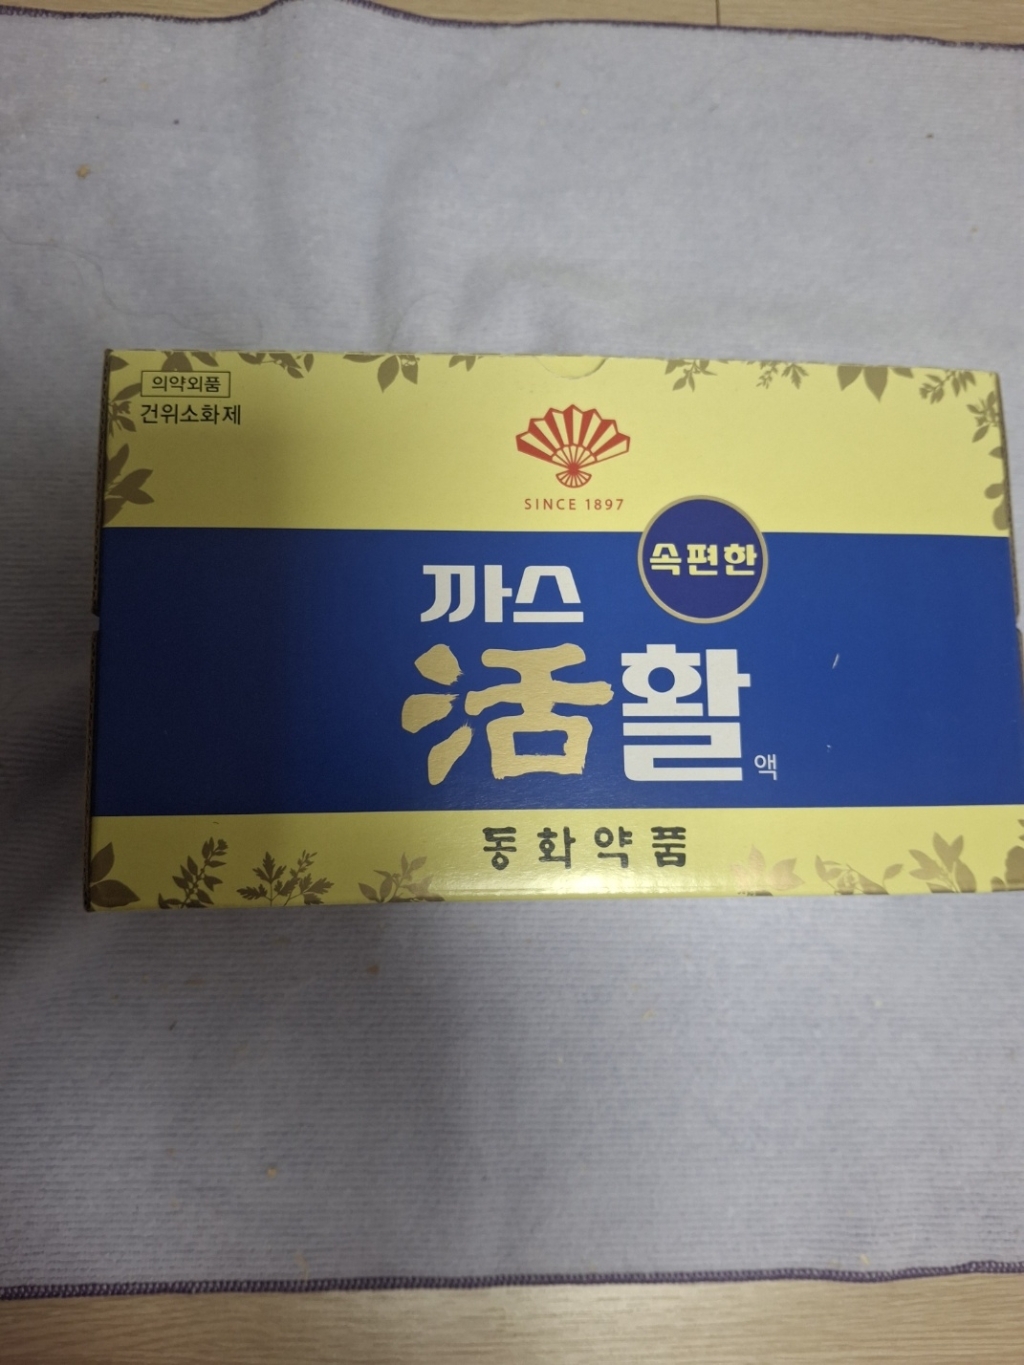 의약외품
건위소화제
SINCE 1897
속편한
까스
活활
액
동화약품